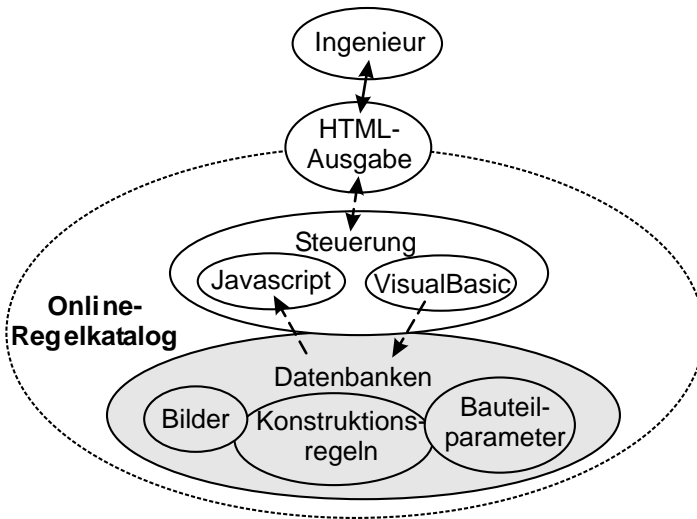 Ingenieur
HTML-
Ausgabe
Steuerung
Javascript
VisualBasic
Online-
Regelkatalog
Datenbanken
Bilder
Konstruktions-
regeln
Bauteil-
parameter